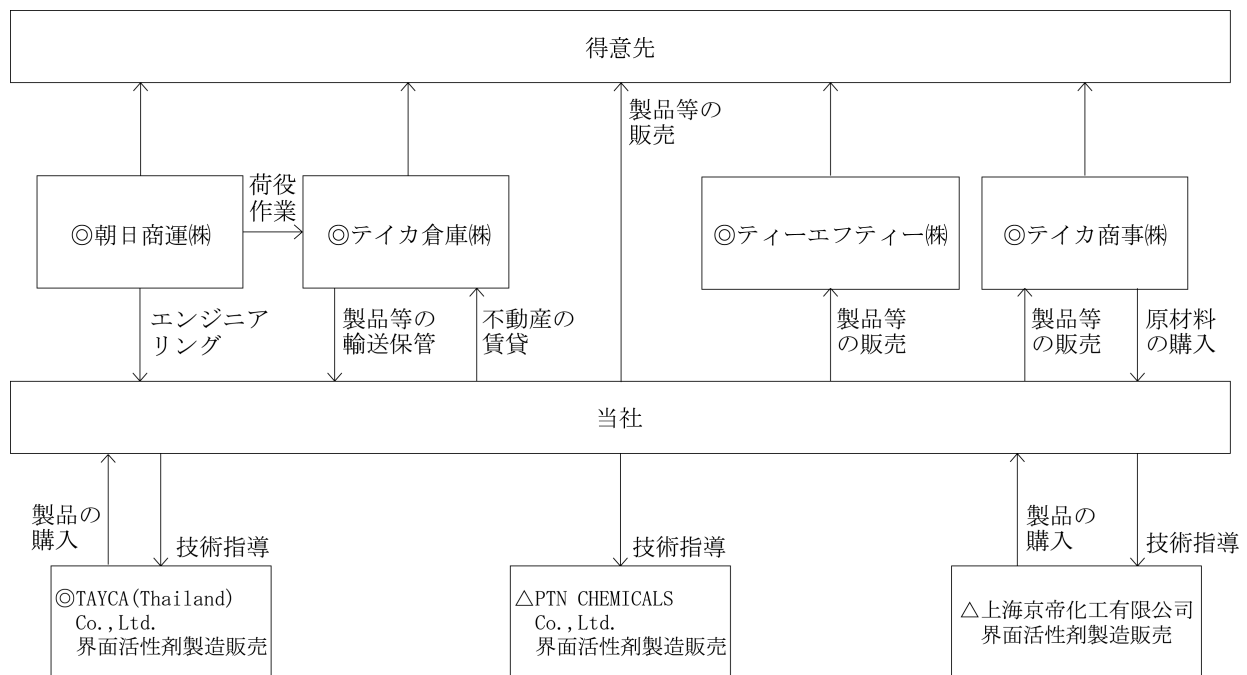 得意先
製品等の
販売
荷役
作業
◎朝日商運㈱
◎テイカ倉庫㈱
◎ティーエフティー㈱
◎テイカ商事㈱
エンジニア
リング
製品等の
輸送保管
不動産の
賃貸
製品等
の販売
製品等
の販売
原材料
の購入
当社
製品の
購入
技術指導
技術指導
製品の
購入
技術指導
◎TAYCA(Thailand)
Co.,Ltd.
界面活性剤製造販売
△PTN CHEMICALS
Co.,Ltd.
界面活性剤製造販売
△上海京帝化工有限公司
界面活性剤製造販売